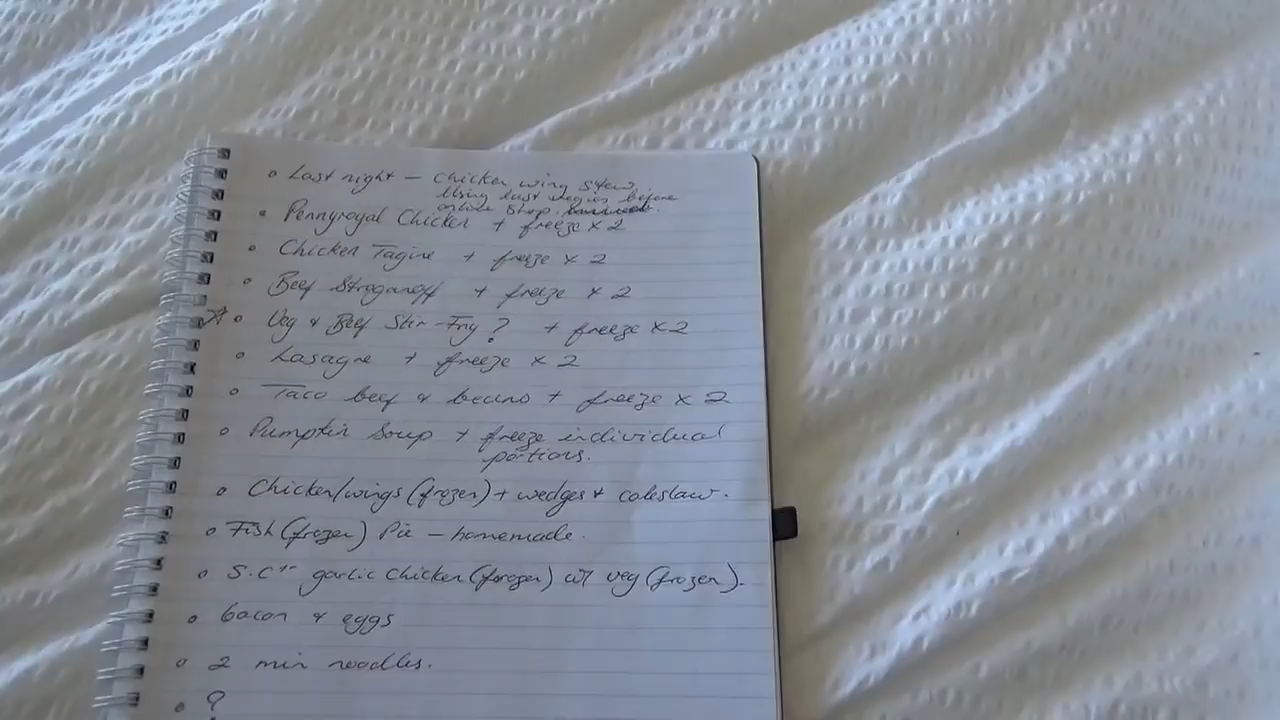 • Last night – chicken wing stew
using last vegies before
online shop.
• Pennyroyal Chicken + freeze x 2
• Chicken Tagine + freeze x 2
• Beef Stroganoff + freeze x 2
• Veg & Beef Stir-Fry? + freeze x 2
• Lasagne + freeze x 2
• Taco beef & beans + freeze x 2
• Pumpkin Soup + freeze individual
portions.
• Chicken/wings (frozen) + wedges & coleslaw.
• Fish (frozen) Pie – homemade.
• garlic chicken (frozen) w/ veg (frozen).
• bacon & eggs
• 2 min noodles.
• ?